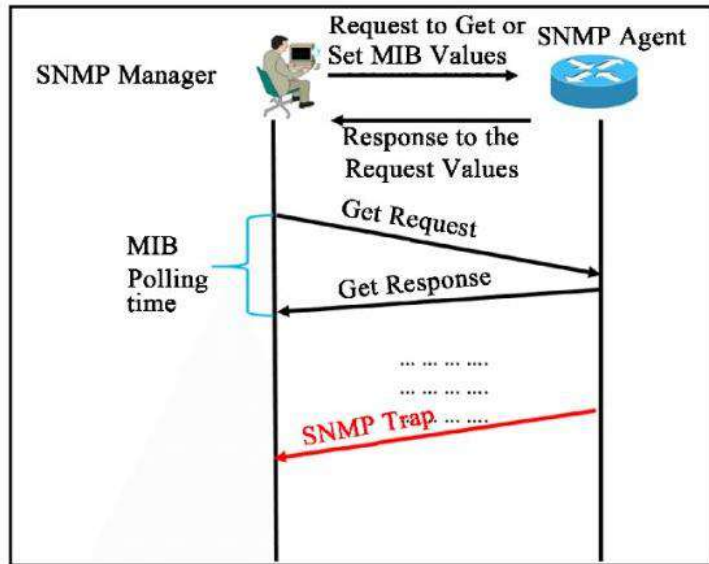 Request to Get or
Set MIB Values
SNMP Agent
SNMP Manager
Response to the
Request Values
Get Request
MIB
Polling
time
Get Response
... ... ... ....
... ... ... ....
... ... ... ....
SNMP Trap